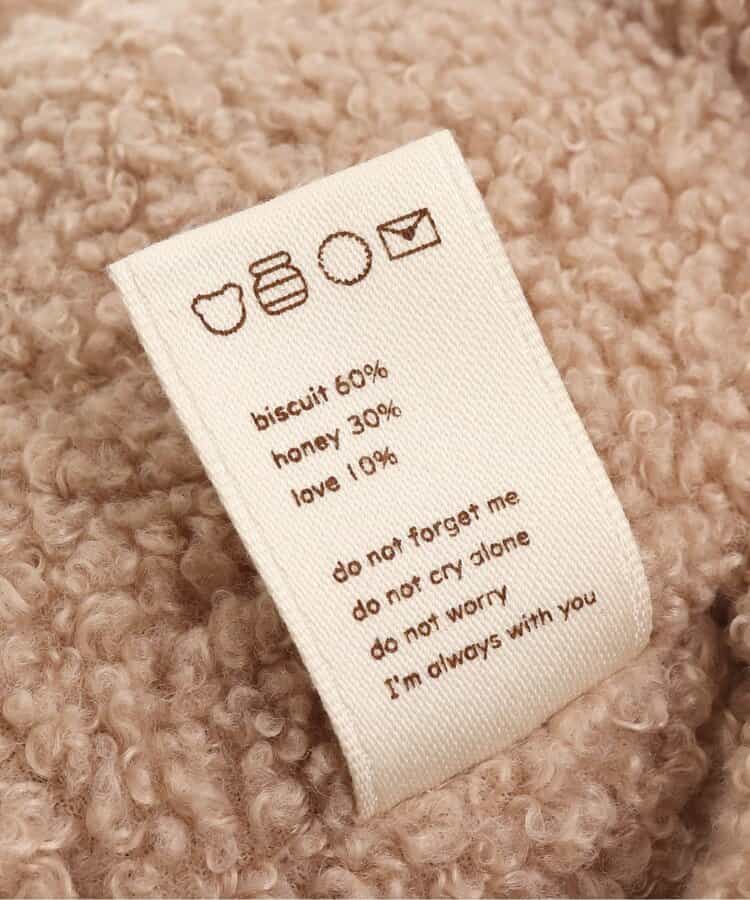 biscuit 60%
honey 30%
love 10%
do not forget me
do not cry alone
do not worry
I'm always with you